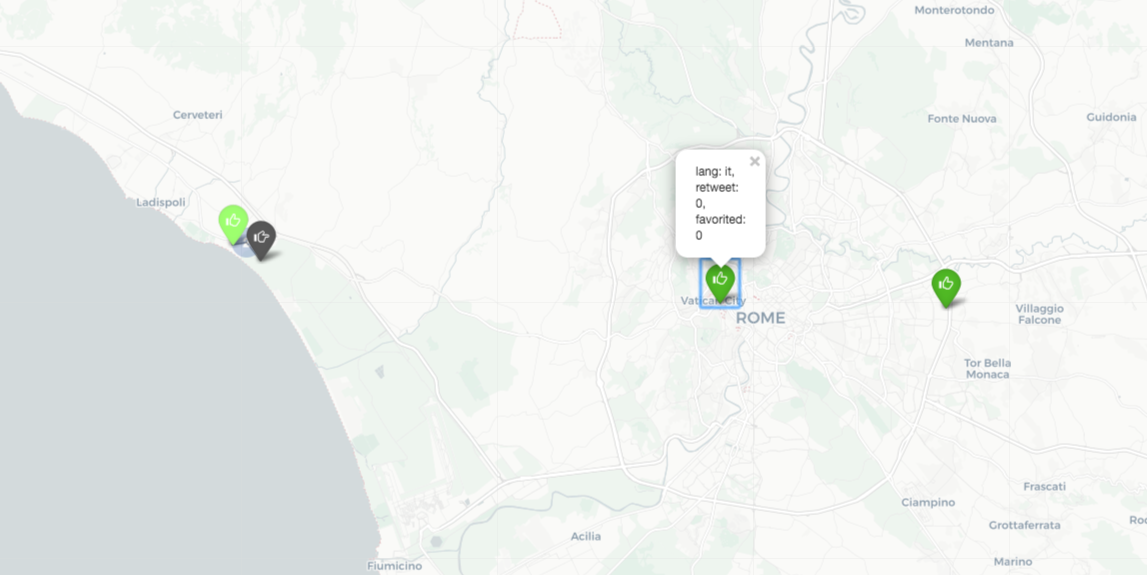 Monterotondo
Mentana
Cerveteri
Fonte Nuova
Guidonia
×
lang: it,
retweet:
0,
favorited:
0
Ladispoli
Vatican City
ROME
Villaggio
Falcone
Tor Bella
Monaca
Frascati
Ciampino
Grottaferrata
Acilia
Marino
Fiumicino